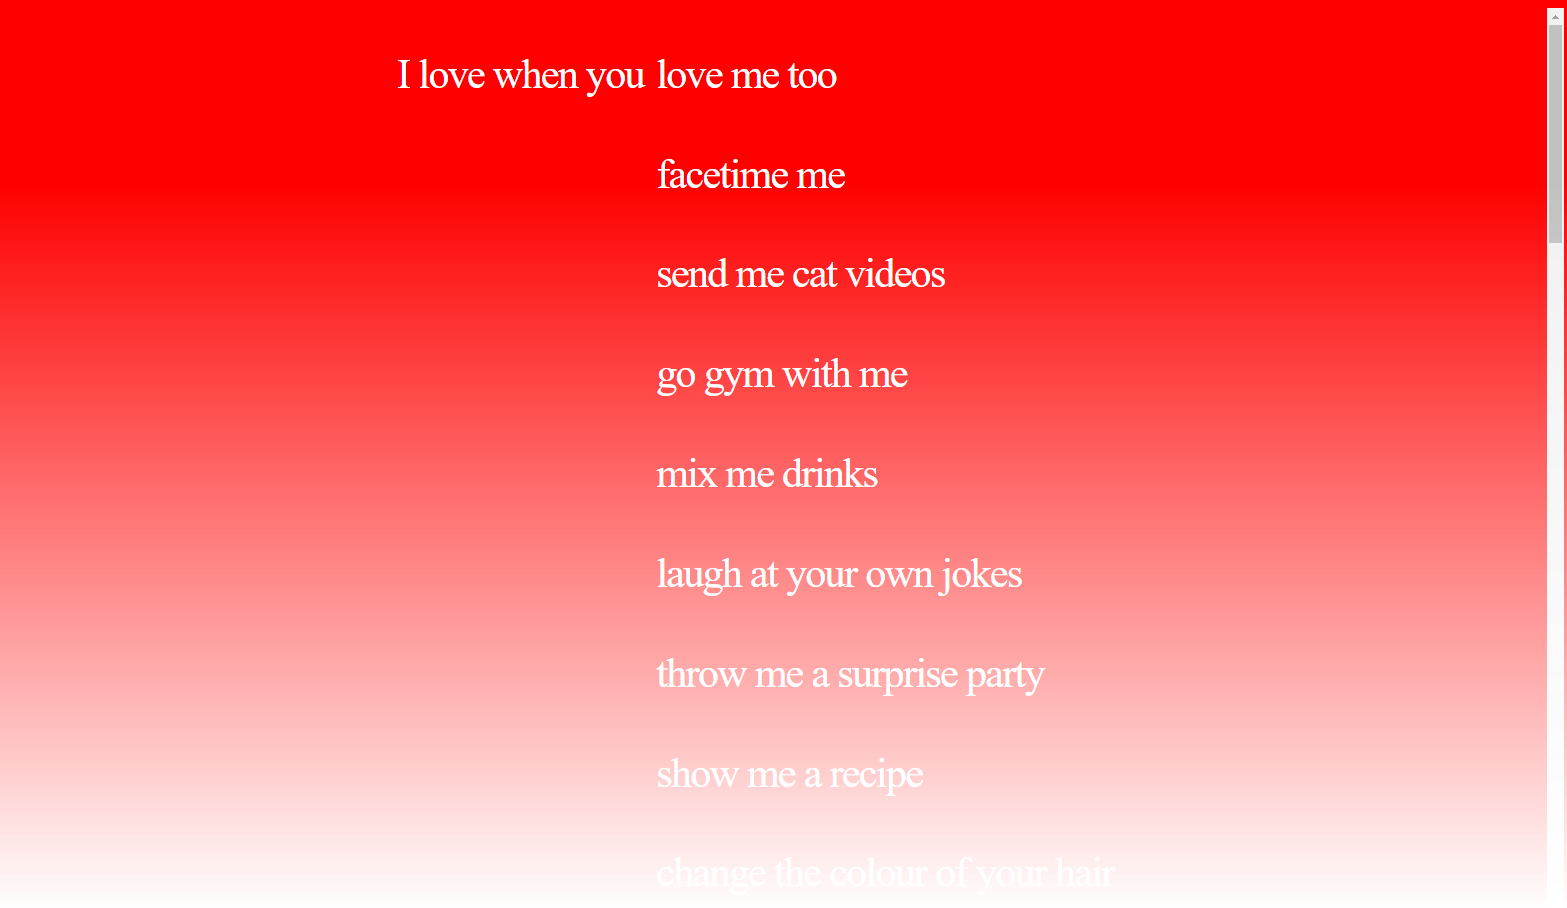 I love when you love me too
facetime me
send me cat videos
go gym with me
mix me drinks
laugh at your own jokes
throw me a surprise party
show me a recipe
change the colour of your hair